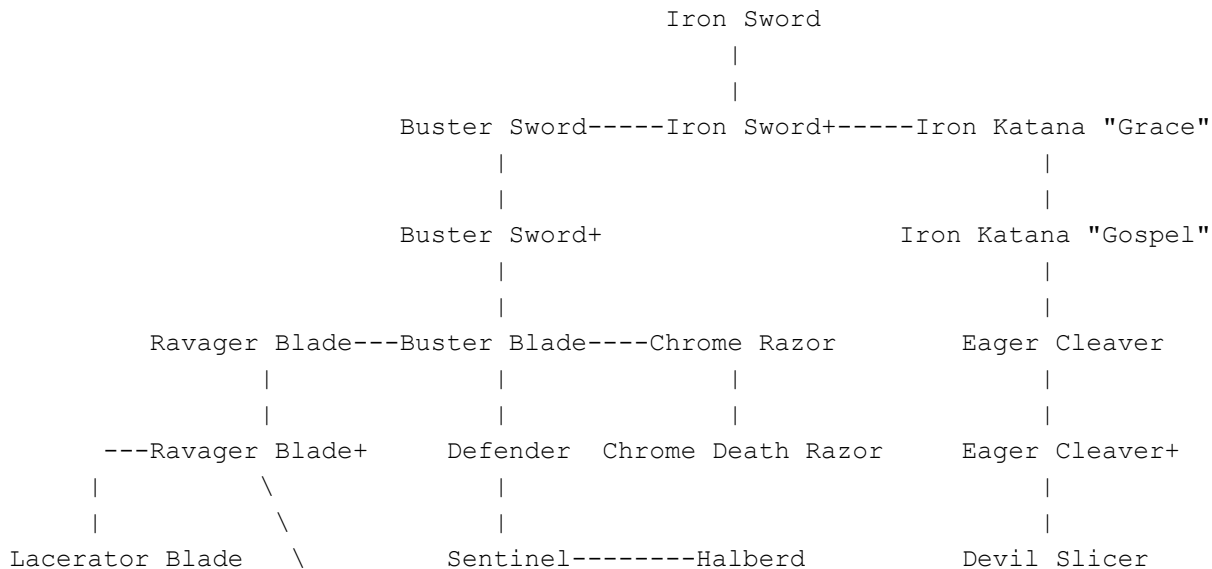 Iron Sword
|
|
Buster Sword-----Iron Sword+-----Iron Katana "Grace"
| |
| |
Buster Sword+ Iron Katana "Gospel"
| |
| |
Ravager Blade---Buster Blade----Chrome Razor Eager Cleaver
| | | |
| | | |
---Ravager Blade+ Defender Chrome Death Razor Eager Cleaver+
| \ | |
| \ | |
Lacerator Blade \ Sentinel--------Halberd Devil Slicer